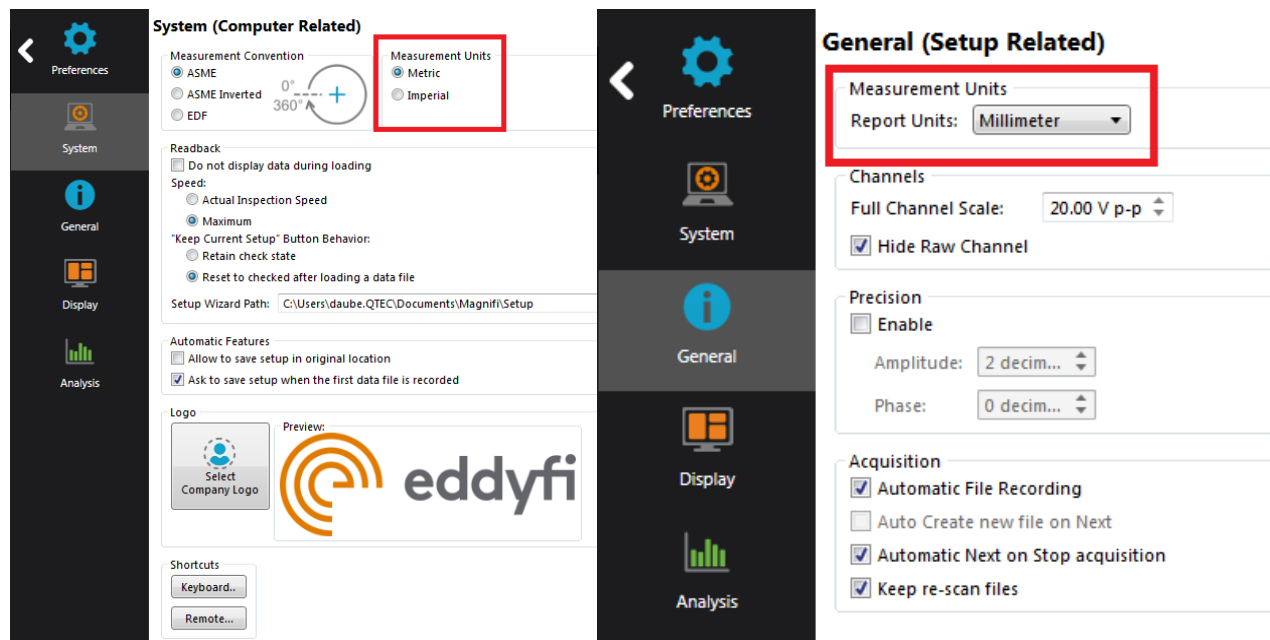 Preferences
System
General
Display
Analysis
System (Computer Related)
Measurement Convention
ASME
ASME Inverted
EDF
0°
360°
Measurement Units
Metric
Imperial
Readback
Do not display data during loading
Speed:
Actual Inspection Speed
Maximum
"Keep Current Setup" Button Behavior:
Retain check state
Reset to checked after loading a data file
Setup Wizard Path: C:\Users\daube.QTEC\Documents\Magnifi\Setup
Automatic Features
Allow to save setup in original location
Ask to save setup when the first data file is recorded
Logo
Select
Company Logo
Preview:
eddyfi
Shortcuts
Keyboard..
Remote...
Preferences
System
General
Display
Analysis
General (Setup Related)
Measurement Units
Report Units: Millimeter
Channels
Full Channel Scale: 20.00 V p-p
Hide Raw Channel
Precision
Enable
Amplitude: 2 decim...
Phase: 0 decim...
Acquisition
Automatic File Recording
Auto Create new file on Next
Automatic Next on Stop acquisition
Keep re-scan files